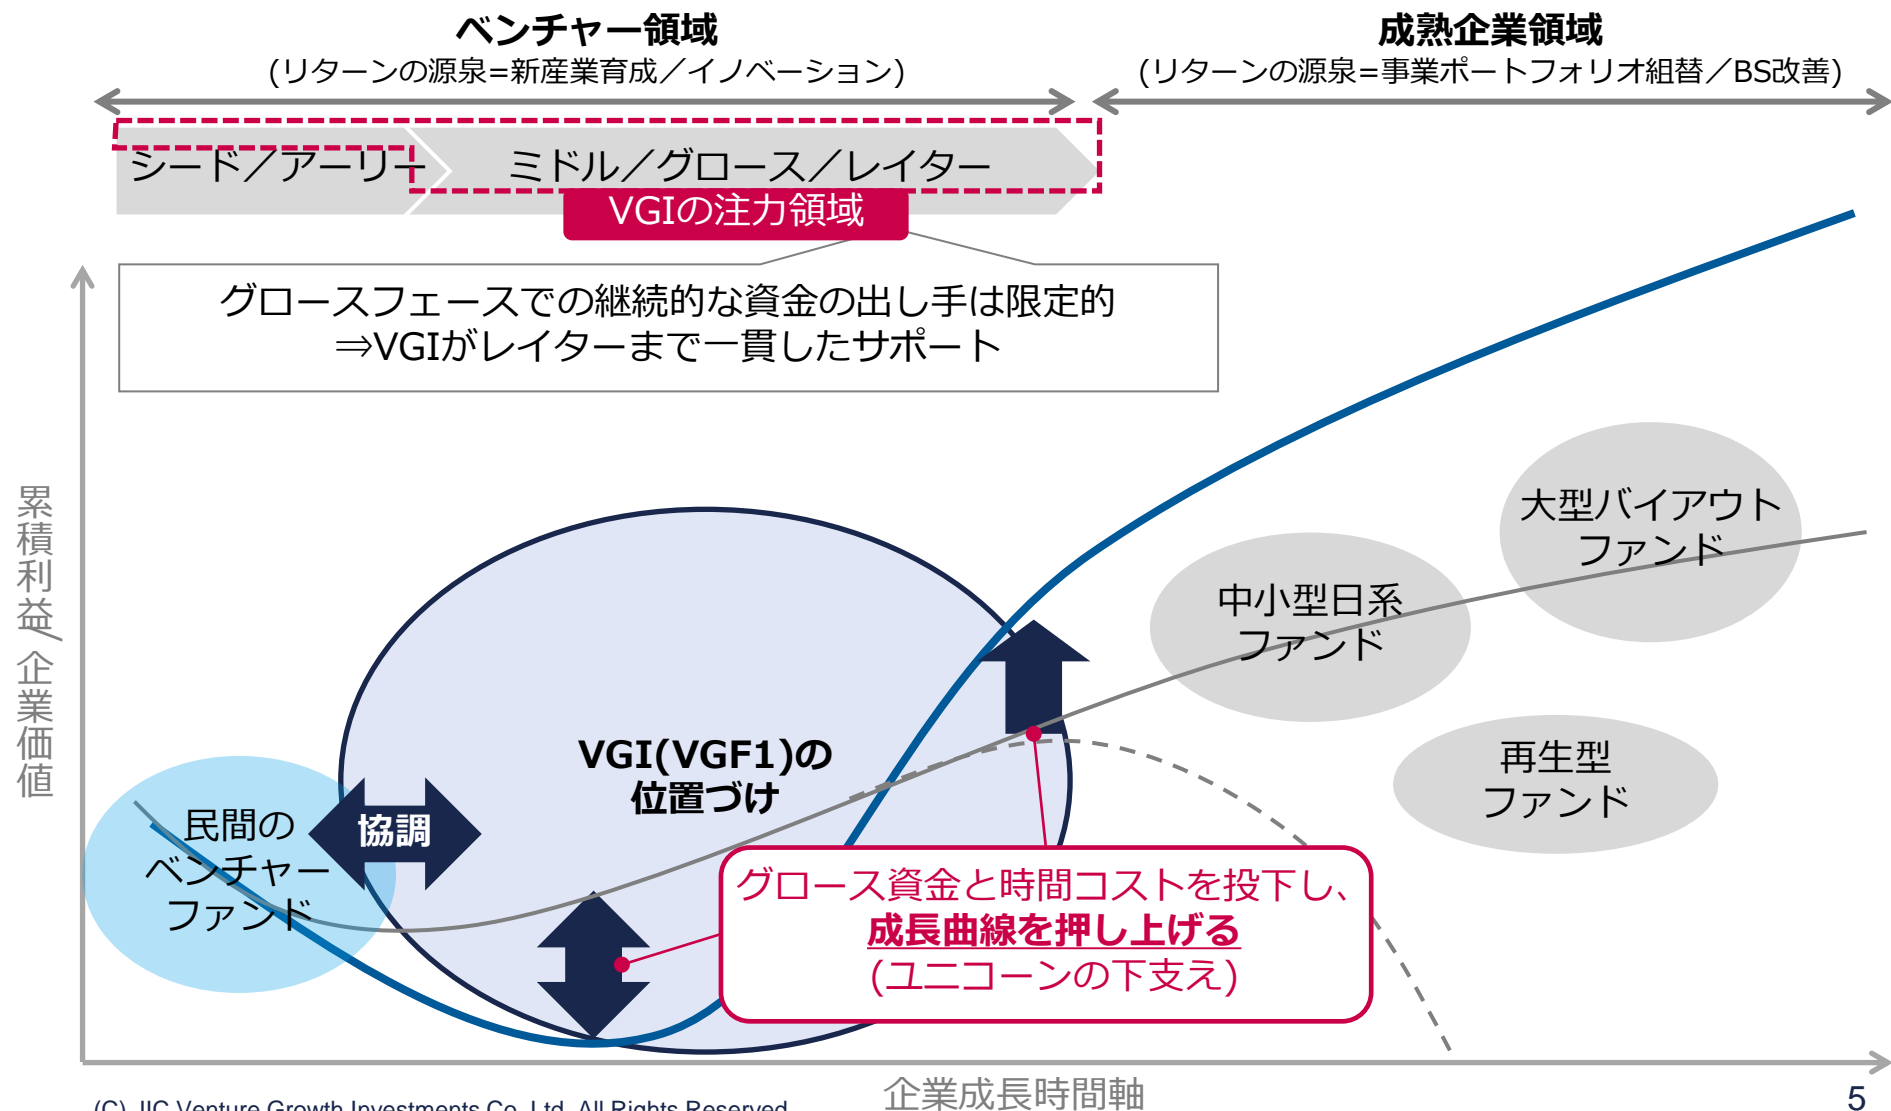 ベンチャー領域
(リターンの源泉=新産業育成／イノベーション)
成熟企業領域
(リターンの源泉=事業ポートフォリオ組替／BS改善)
シード／アーリー
ミドル／グロース／レイター
VGIの注力領域
グロースフェースでの継続的な資金の出し手は限定的
⇒VGIがレイターまで一貫したサポート
累積利益/企業価値
大型バイアウト
ファンド
中小型日系
ファンド
再生型
ファンド
VGI(VGF1)の
位置づけ
協調
民間の
ベンチャー
ファンド
グロース資金と時間コストを投下し、
成長曲線を押し上げる
(ユニコーンの下支え)
企業成長時間軸
(C) JIC Venture Growth Investments Co.,Ltd. All Rights Reserved
5